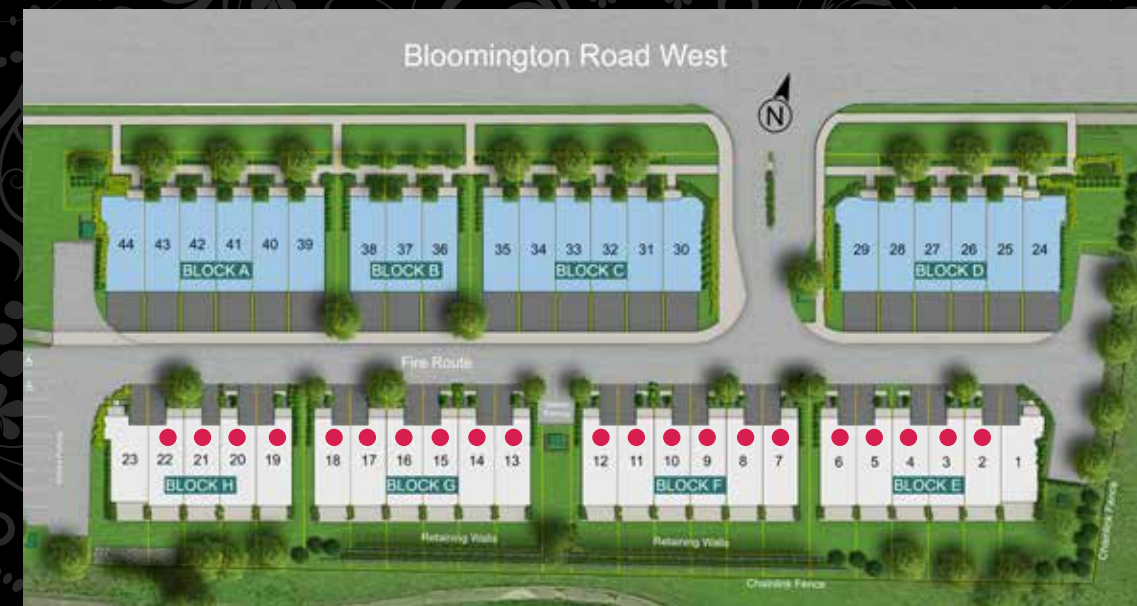 Bloomington Road West
N
44 43 42 41 40 39 38 37 36 35 34 33 32 31 30 29 28 27 26 25 24
BLOCK A BLOCK B BLOCK C BLOCK D
Fire Route
23 22 21 20 19 18 17 16 15 14 13 12 11 10 9 8 7 6 5 4 3 2 1
BLOCK H BLOCK G BLOCK F BLOCK E
Retaining Walls Retaining Walls
Chainlink Fence
Chainlink Fence